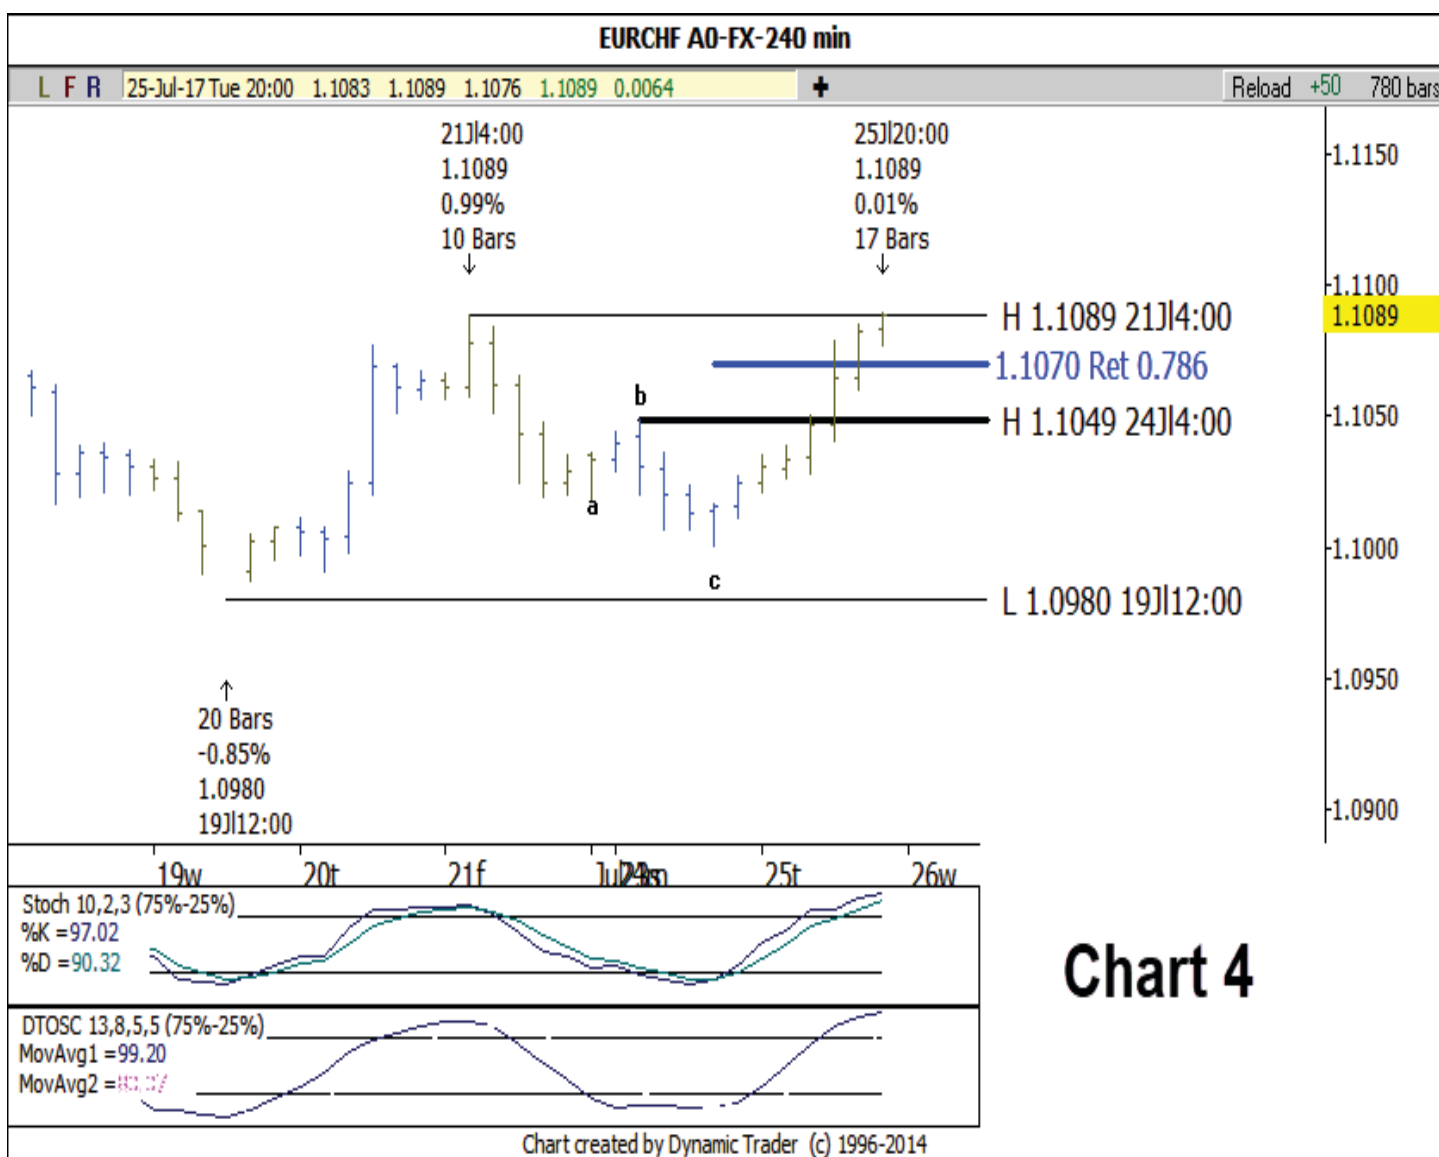 EURCHF A0-FX-240 min
L F R 25-Jul-17 Tue 20:00 1.1083 1.1089 1.1076 1.1089 0.0064 Reload +50 780 bars
21Jl4:00
1.1089
0.99%
10 Bars
25Jl20:00
1.1089
0.01%
17 Bars
1.1150
1.1100
1.1089
1.1050
1.1000
1.0950
1.0900
H 1.1089 21Jl4:00
1.1070 Ret 0.786
b
H 1.1049 24Jl4:00
a
c
L 1.0980 19Jl12:00
20 Bars
-0.85%
1.0980
19Jl12:00
19w 20t 21f 25t 26w
Stoch 10,2,3 (75%-25%)
%K =97.02
%D =90.32
Chart 4
DTOSC 13,8,5,5 (75%-25%)
MovAvg1 =99.20
MovAvg2 =
Chart created by Dynamic Trader (c) 1996-2014